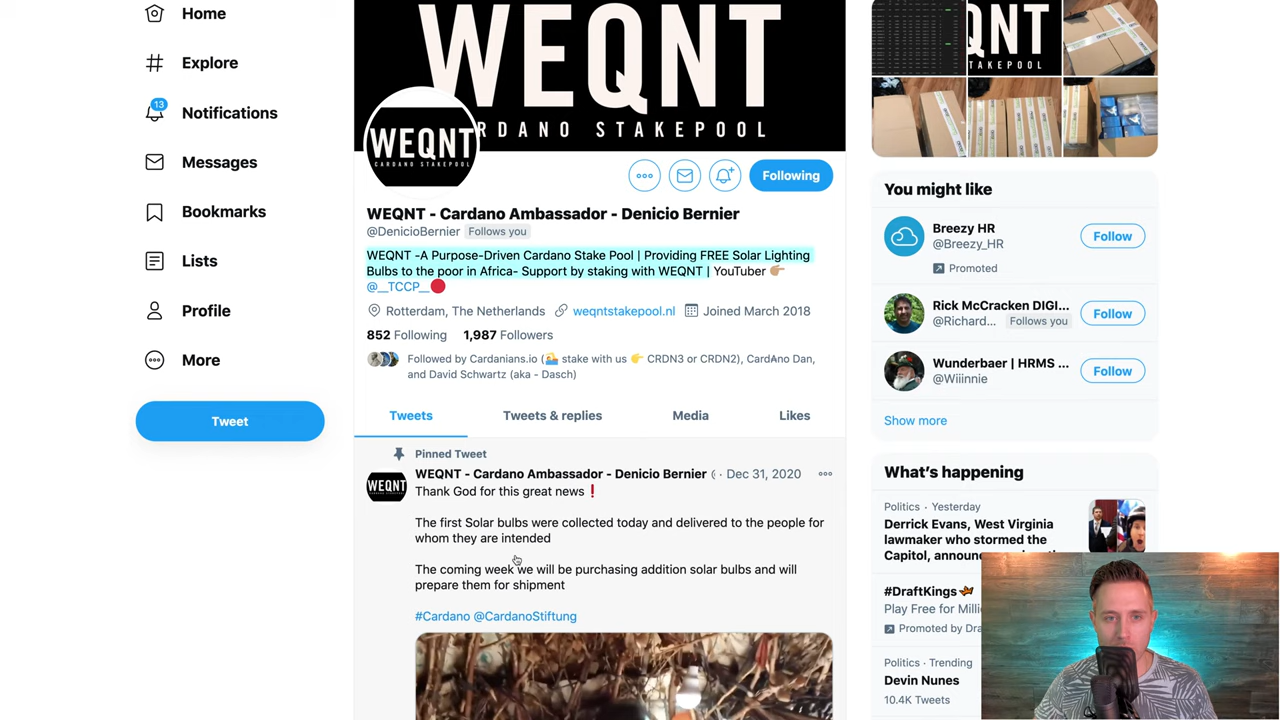 Home
Explore
13
Notifications
Messages
Bookmarks
Lists
Profile
More
Tweet
WEQNT
CARDANO STAKEPOOL
WEQNT
CARDANO STAKEPOOL
Following
WEQNT - Cardano Ambassador - Denicio Bernier
@DenicioBernier Follows you
WEQNT -A Purpose-Driven Cardano Stake Pool | Providing FREE Solar Lighting
Bulbs to the poor in Africa- Support by staking with WEQNT | YouTuber 👉🏽
@__TCCP__🔴
Rotterdam, The Netherlands weqntstakepool.nl Joined March 2018
852 Following 1,987 Followers
Followed by Cardanians.io (🏄 stake with us 👉 CRDN3 or CRDN2), Card₳no Dan,
and David Schwartz (aka - Dasch)
Tweets Tweets & replies Media Likes
Pinned Tweet
WEQNT
WEQNT - Cardano Ambassador - Denicio Bernier ( · Dec 31, 2020
Thank God for this great news❗
The first Solar bulbs were collected today and delivered to the people for
whom they are intended
The coming week we will be purchasing addition solar bulbs and will
prepare them for shipment
#Cardano @CardanoStiftung
QNT
STAKEPOOL
You might like
Breezy HR
@Breezy_HR
Follow
Promoted
Rick McCracken DIGI...
@Richard... Follows you
Follow
Wunderbaer | HRMS ...
@Wiiinnie
Follow
Show more
What's happening
Politics · Yesterday
Derrick Evans, West Virginia
lawmaker who stormed the
Capitol, announ
#DraftKings
Play Free for Milli
Promoted by Dra
Politics · Trending
Devin Nunes
10.4K Tweets